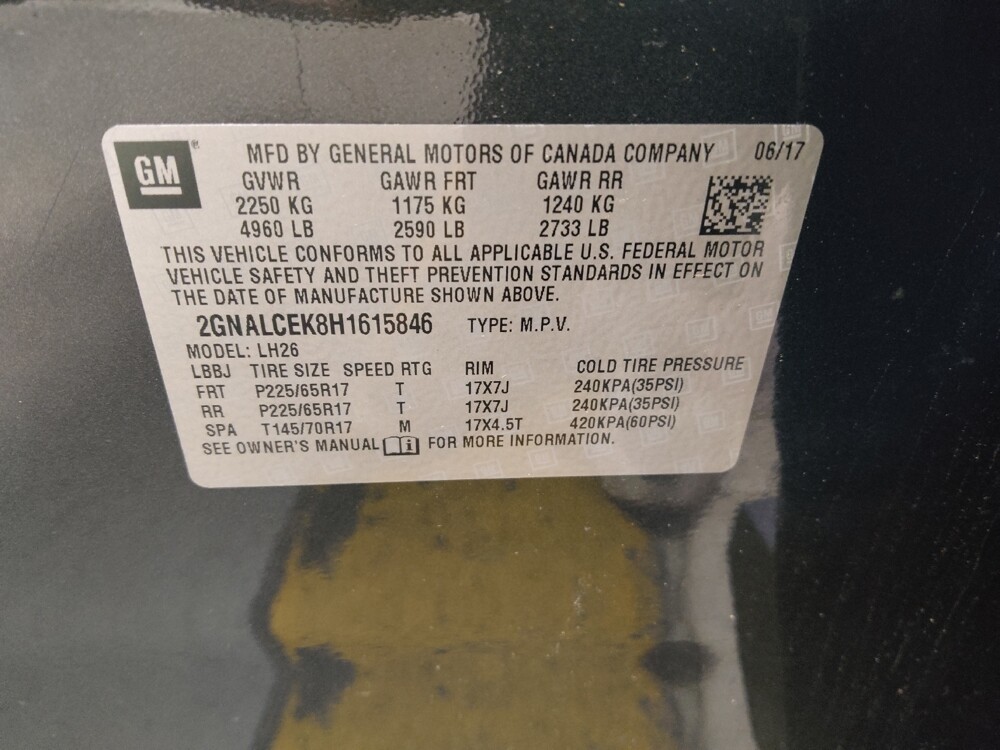 GM®
MFD BY GENERAL MOTORS OF CANADA COMPANY 06/17
GVWR GAWR FRT GAWR RR
2250 KG 1175 KG 1240 KG
4960 LB 2590 LB 2733 LB
THIS VEHICLE CONFORMS TO ALL APPLICABLE U.S. FEDERAL MOTOR
VEHICLE SAFETY AND THEFT PREVENTION STANDARDS IN EFFECT ON
THE DATE OF MANUFACTURE SHOWN ABOVE.
2GNALCEK8H1615846 TYPE: M.P.V.
MODEL: LH26
LBBJ TIRE SIZE SPEED RTG RIM COLD TIRE PRESSURE
FRT P225/65R17 T 17X7J 240KPA(35PSI)
RR P225/65R17 T 17X7J 240KPA(35PSI)
SPA T145/70R17 M 17X4.5T 420KPA(60PSI)
SEE OWNER'S MANUAL i FOR MORE INFORMATION.